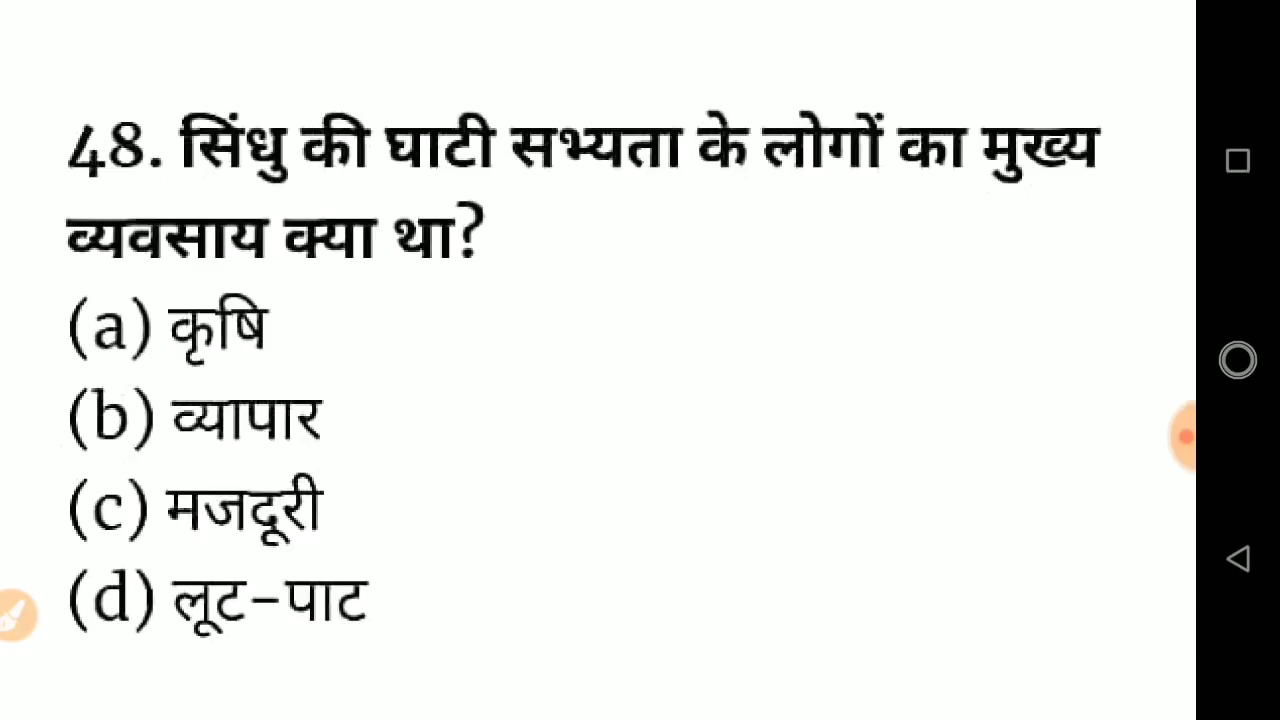 48. सिंधु की घाटी सभ्यता के लोगों का मुख्य
व्यवसाय क्या था?
(a) कृषि
(b) व्यापार
(c) मजदूरी
(d) लूट-पाट